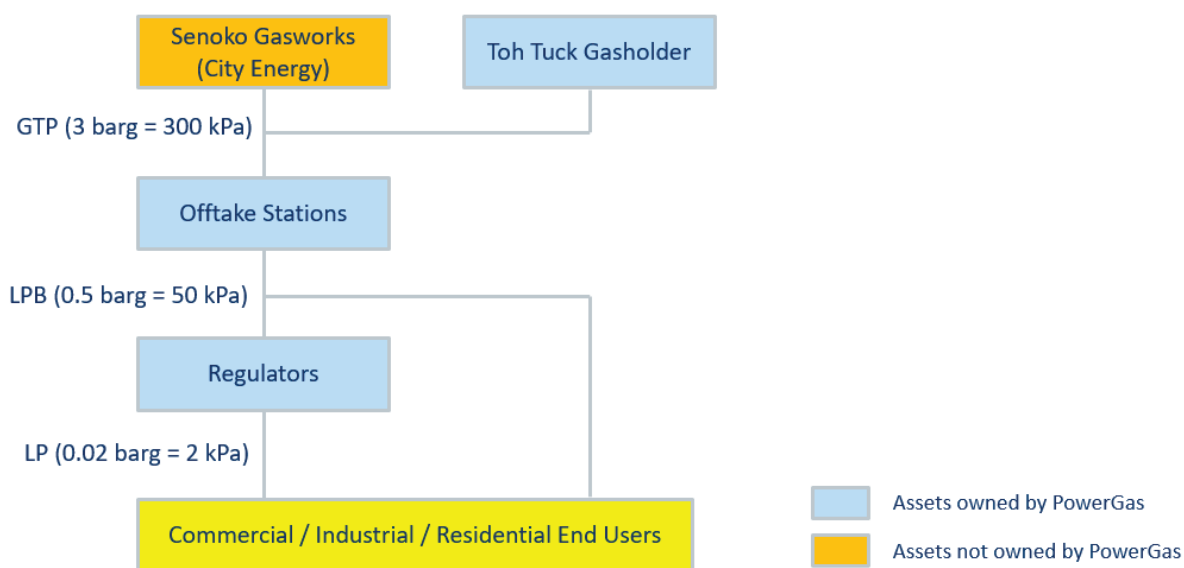 Senoko Gasworks
(City Energy)
Toh Tuck Gasholder
GTP (3 barg = 300 kPa)
Offtake Stations
LPB (0.5 barg = 50 kPa)
Regulators
LP (0.02 barg = 2 kPa)
Commercial / Industrial / Residential End Users
Assets owned by PowerGas
Assets not owned by PowerGas